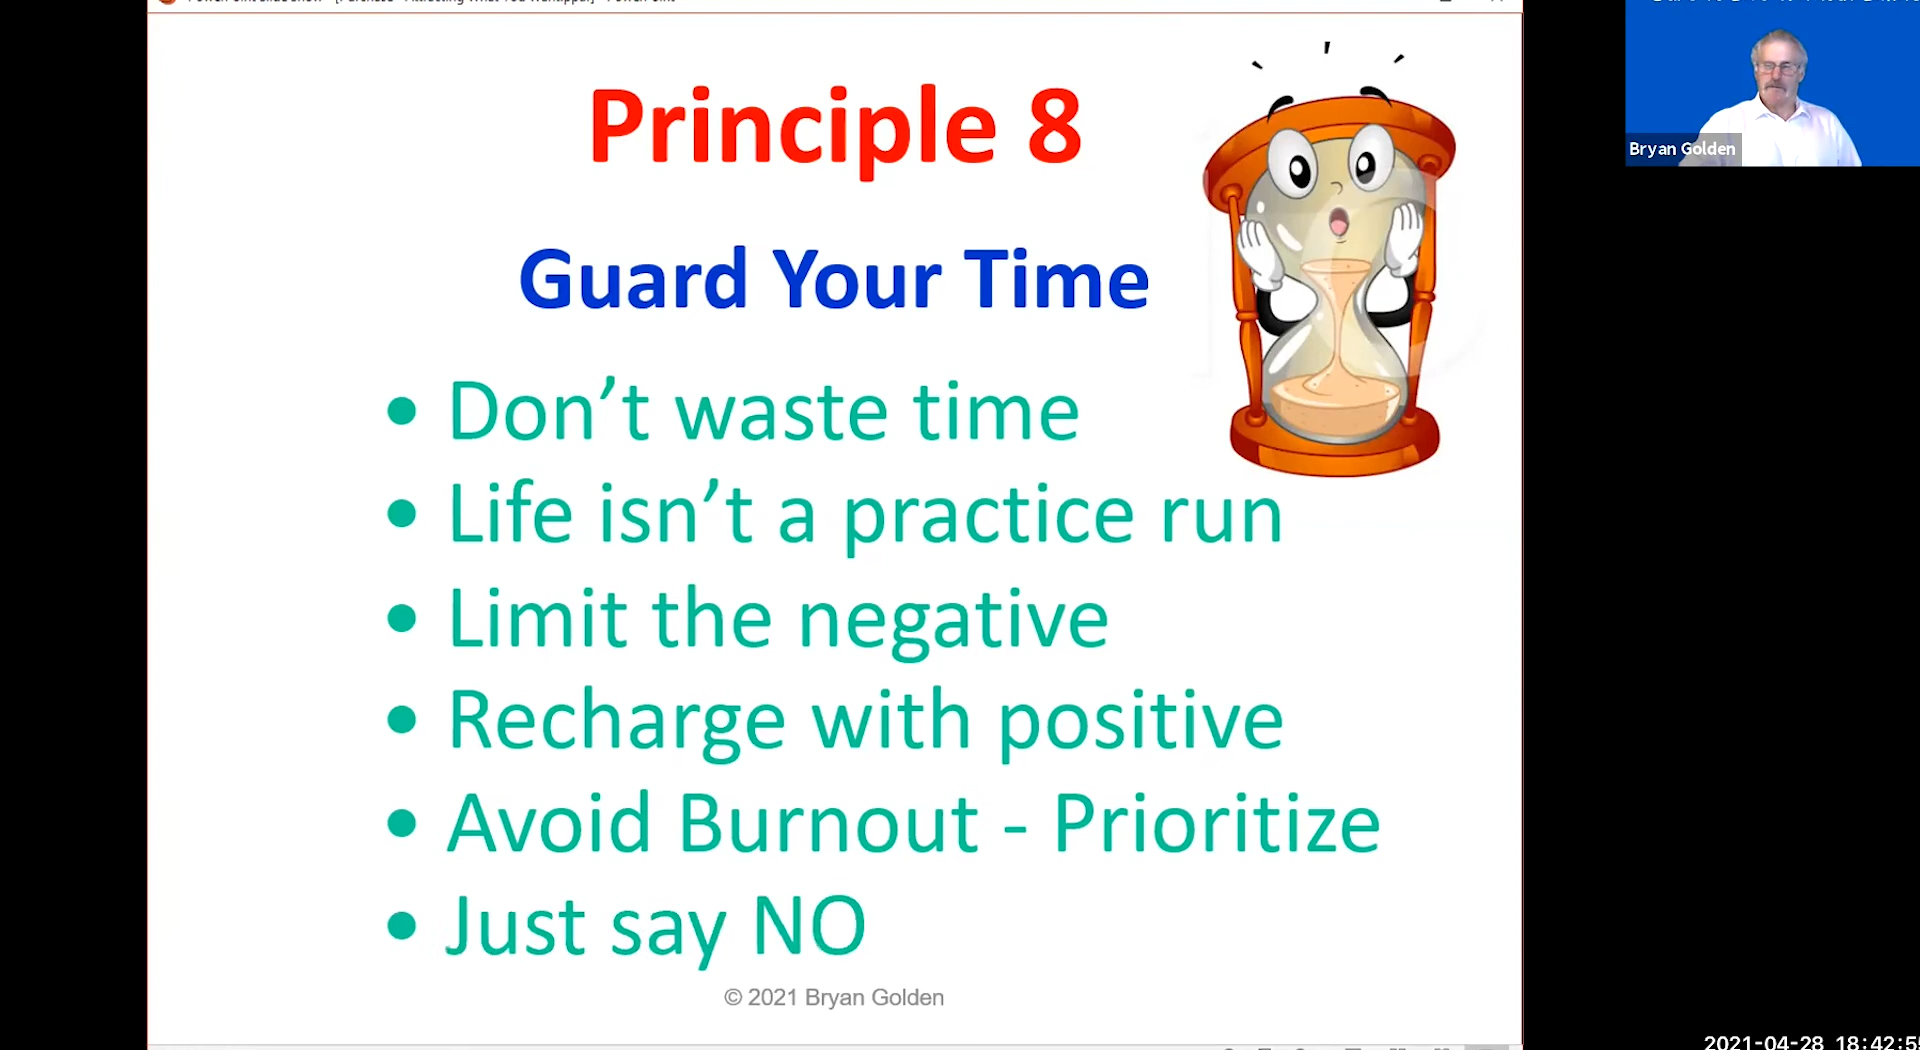 Principle 8
Guard Your Time
• Don’t waste time
• Life isn’t a practice run
• Limit the negative
• Recharge with positive
• Avoid Burnout - Prioritize
• Just say NO
© 2021 Bryan Golden
Bryan Golden
2021-04-28 18:42:55